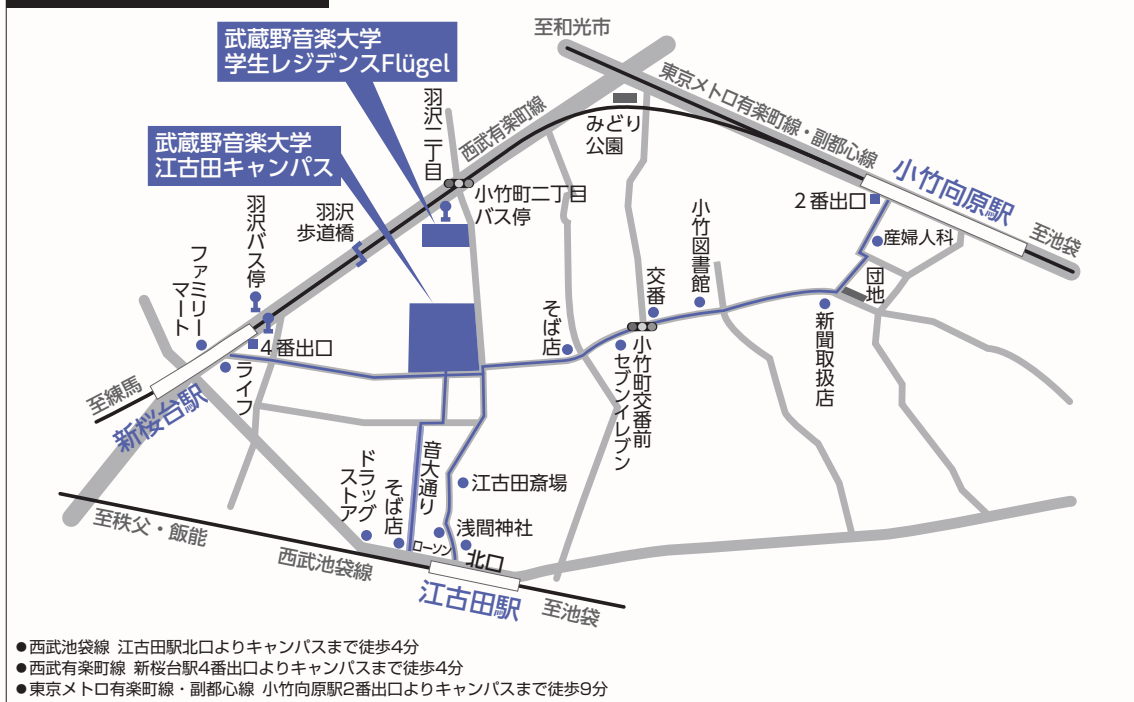 至和光市
武蔵野音楽大学
学生レジデンスFlügel
東京メトロ有楽町線・副都心線
羽沢二丁目
西武有楽町線
みどり
公園
武蔵野音楽大学
江古田キャンパス
小竹向原駅
2番出口
小竹町二丁目
バス停
羽沢
歩道橋
羽沢バス停
小竹図書館
産婦人科
至池袋
ファミリー
マート
交番
団地
そば店
新聞取扱店
4番出口
ライフ
小竹町交番前
セブンイレブン
至練馬
新桜台駅
音大通り
ドラッグ
ストア
そば店
江古田斎場
浅間神社
ローソン
北口
至秩父・飯能
西武池袋線
江古田駅
至池袋
●西武池袋線 江古田駅北口よりキャンパスまで徒歩4分
●西武有楽町線 新桜台駅4番出口よりキャンパスまで徒歩4分
●東京メトロ有楽町線・副都心線 小竹向原駅2番出口よりキャンパスまで徒歩9分